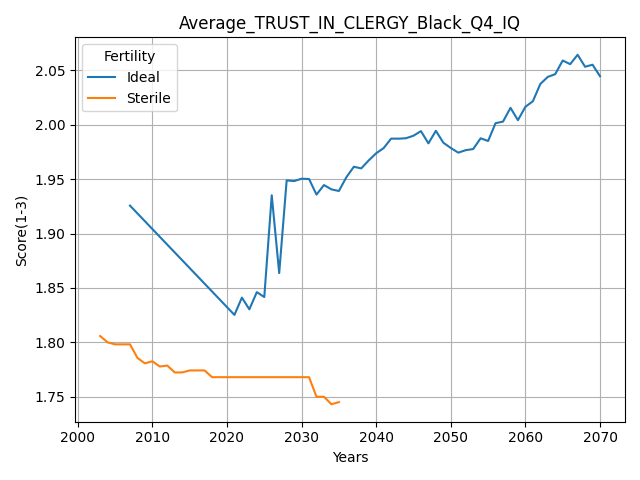 Average_TRUST_IN_CLERGY_Black_Q4_IQ
Fertility
Ideal
Sterile
Score(1-3)
2.05
2.00
1.95
1.90
1.85
1.80
1.75
2000 2010 2020 2030 2040 2050 2060 2070
Years